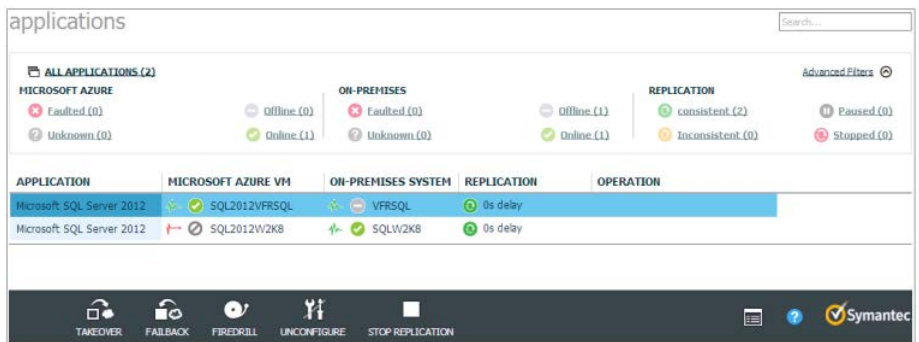 applications
Search...
ALL APPLICATIONS (2)
Advanced Filters
MICROSOFT AZURE
ON-PREMISES
REPLICATION
Faulted (0)
Offline (0)
Faulted (0)
Offline (1)
consistent (2)
Paused (0)
Unknown (0)
Online (1)
Unknown (0)
Online (1)
Inconsistent (0)
Stopped (0)
APPLICATION MICROSOFT AZURE VM ON-PREMISES SYSTEM REPLICATION OPERATION
Microsoft SQL Server 2012 SQL2012VFRSQL VFRSQL 0s delay
Microsoft SQL Server 2012 SQL2012W2K8 SQLW2K8 0s delay
TAKEOVER
FAILBACK
FIREDRILL
UNCONFIGURE
STOP REPLICATION
Symantec